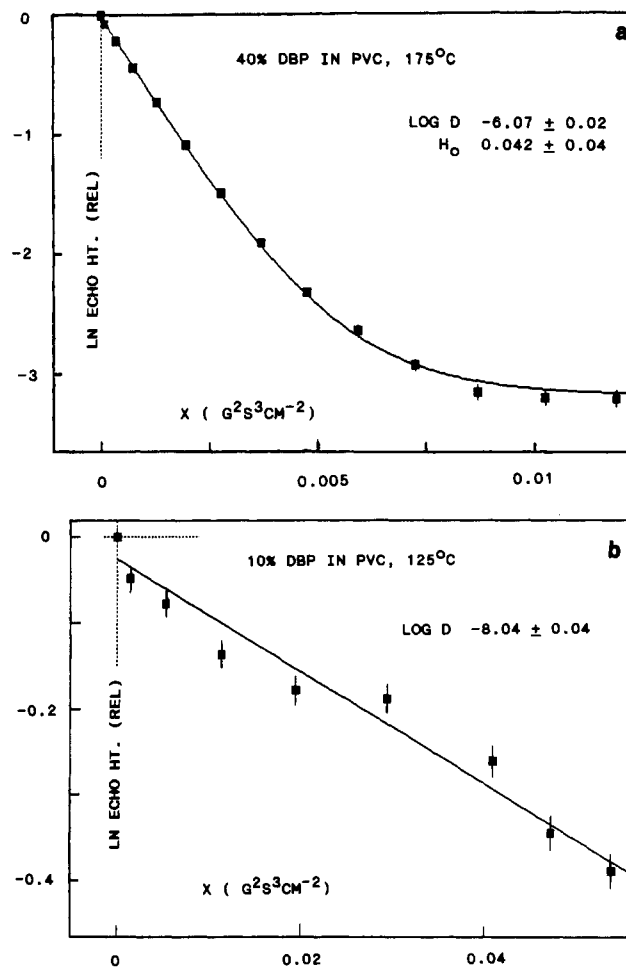 a
0
40% DBP IN PVC, 175°C
LOG D -6.07 ± 0.02
H₀ 0.042 ± 0.04
-1
-2
-3
LN ECHO HT. (REL)
X ( G²S³CM⁻²)
0 0.005 0.01
b
0
10% DBP IN PVC, 125°C
LOG D -8.04 ± 0.04
-0.2
-0.4
LN ECHO HT. (REL)
X ( G²S³CM⁻²)
0 0.02 0.04